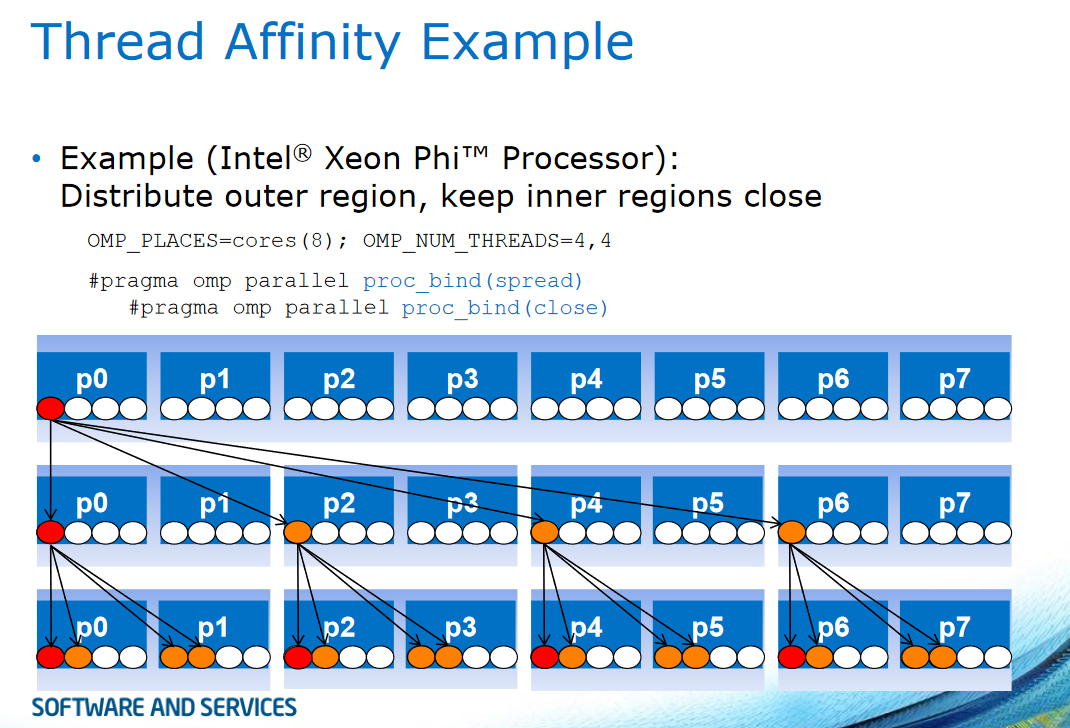 Thread Affinity Example
• Example (Intel® Xeon Phi™ Processor):
Distribute outer region, keep inner regions close
OMP_PLACES=cores(8); OMP_NUM_THREADS=4,4
#pragma omp parallel proc_bind(spread)
#pragma omp parallel proc_bind(close)
p0 p1 p2 p3 p4 p5 p6 p7
p0 p1 p2 p3 p4 p5 p6 p7
p0 p1 p2 p3 p4 p5 p6 p7
SOFTWARE AND SERVICES